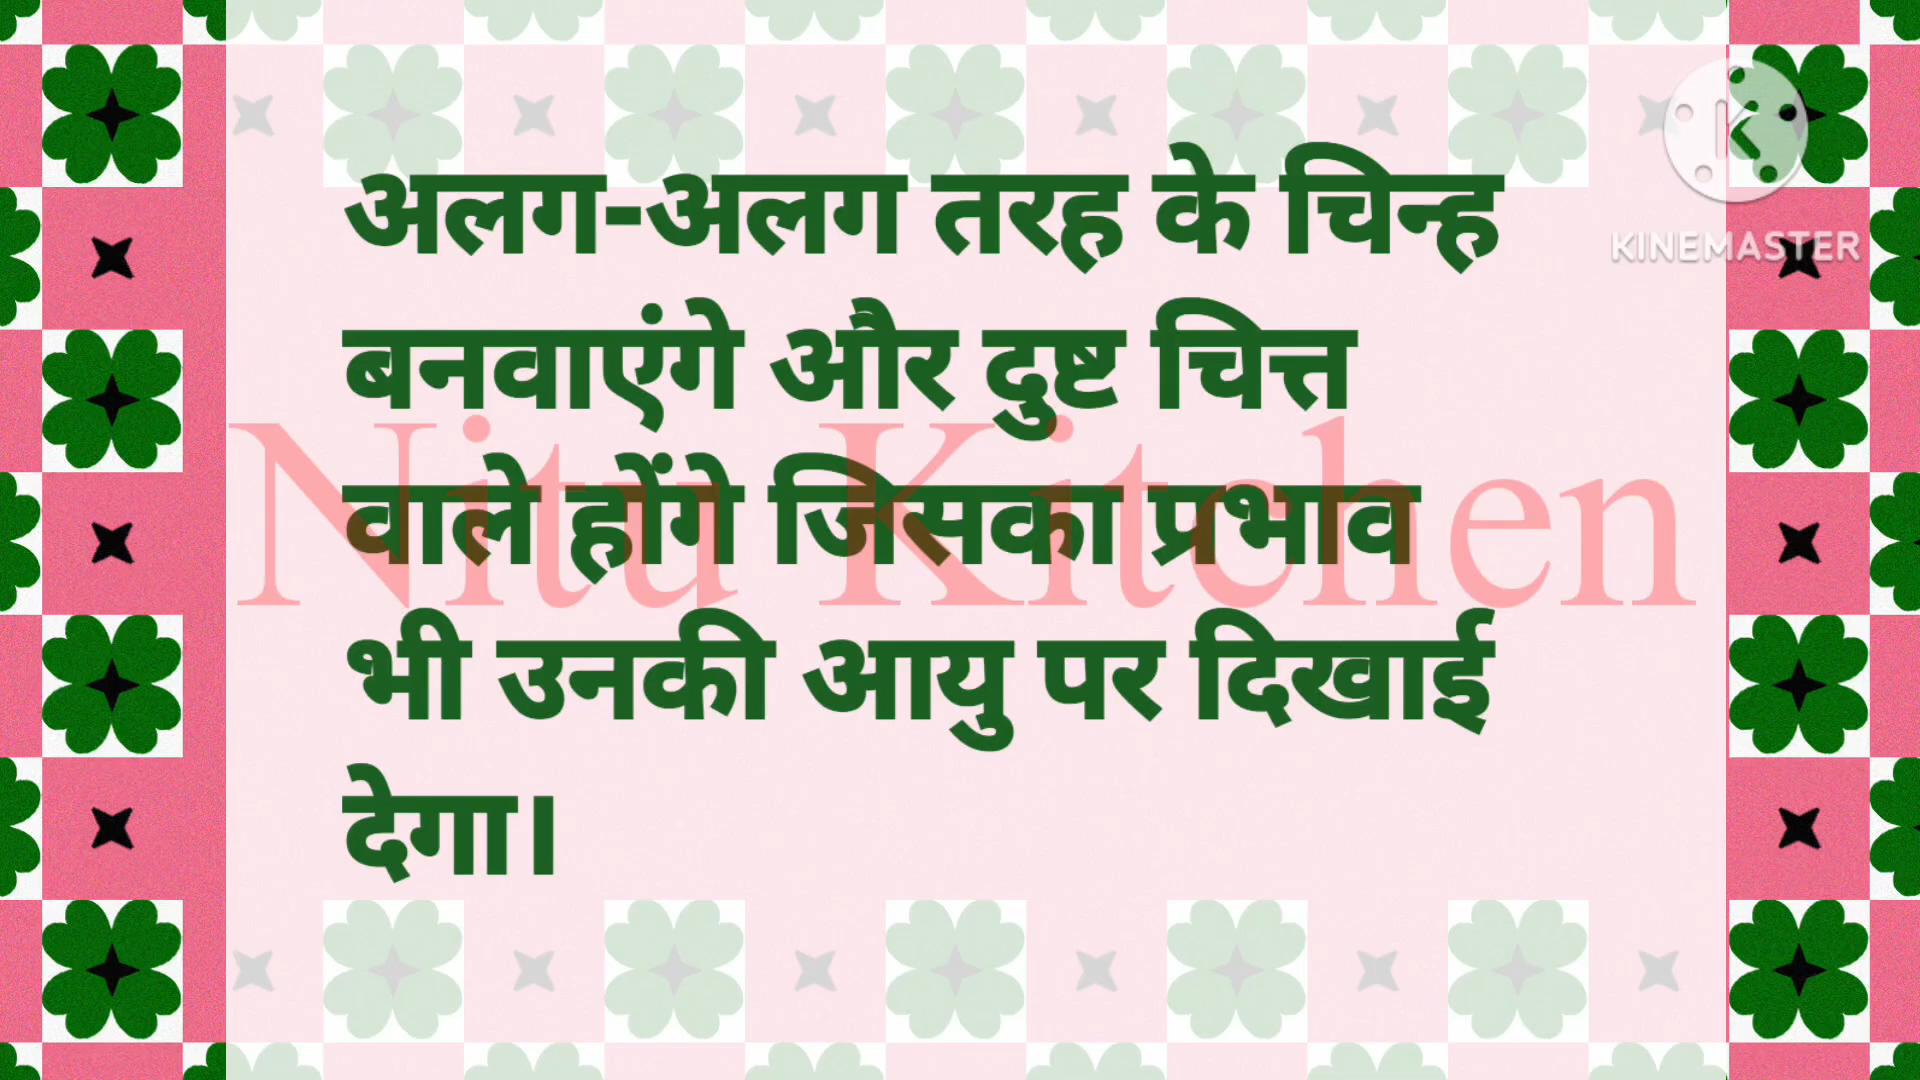 अलग-अलग तरह के चिन्ह
बनवाएंगे और दुष्ट चित्त
वाले होंगे जिसका प्रभाव
भी उनकी आयु पर दिखाई
देगा।
Nitu Kitchen
KINEMASTER